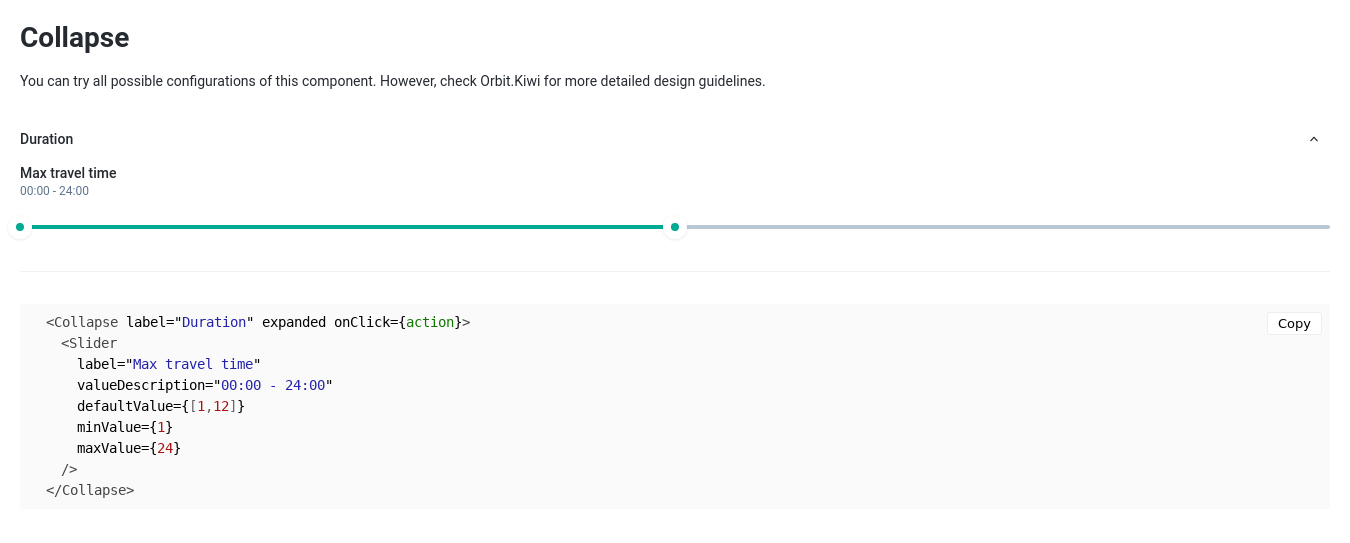 Collapse
You can try all possible configurations of this component. However, check Orbit.Kiwi for more detailed design guidelines.
Duration
Max travel time
00:00 - 24:00
<Collapse label="Duration" expanded onClick={action}>
Copy
<Slider
label="Max travel time"
valueDescription="00:00 - 24:00"
defaultValue={[1,12]}
minValue={1}
maxValue={24}
/>
</Collapse>